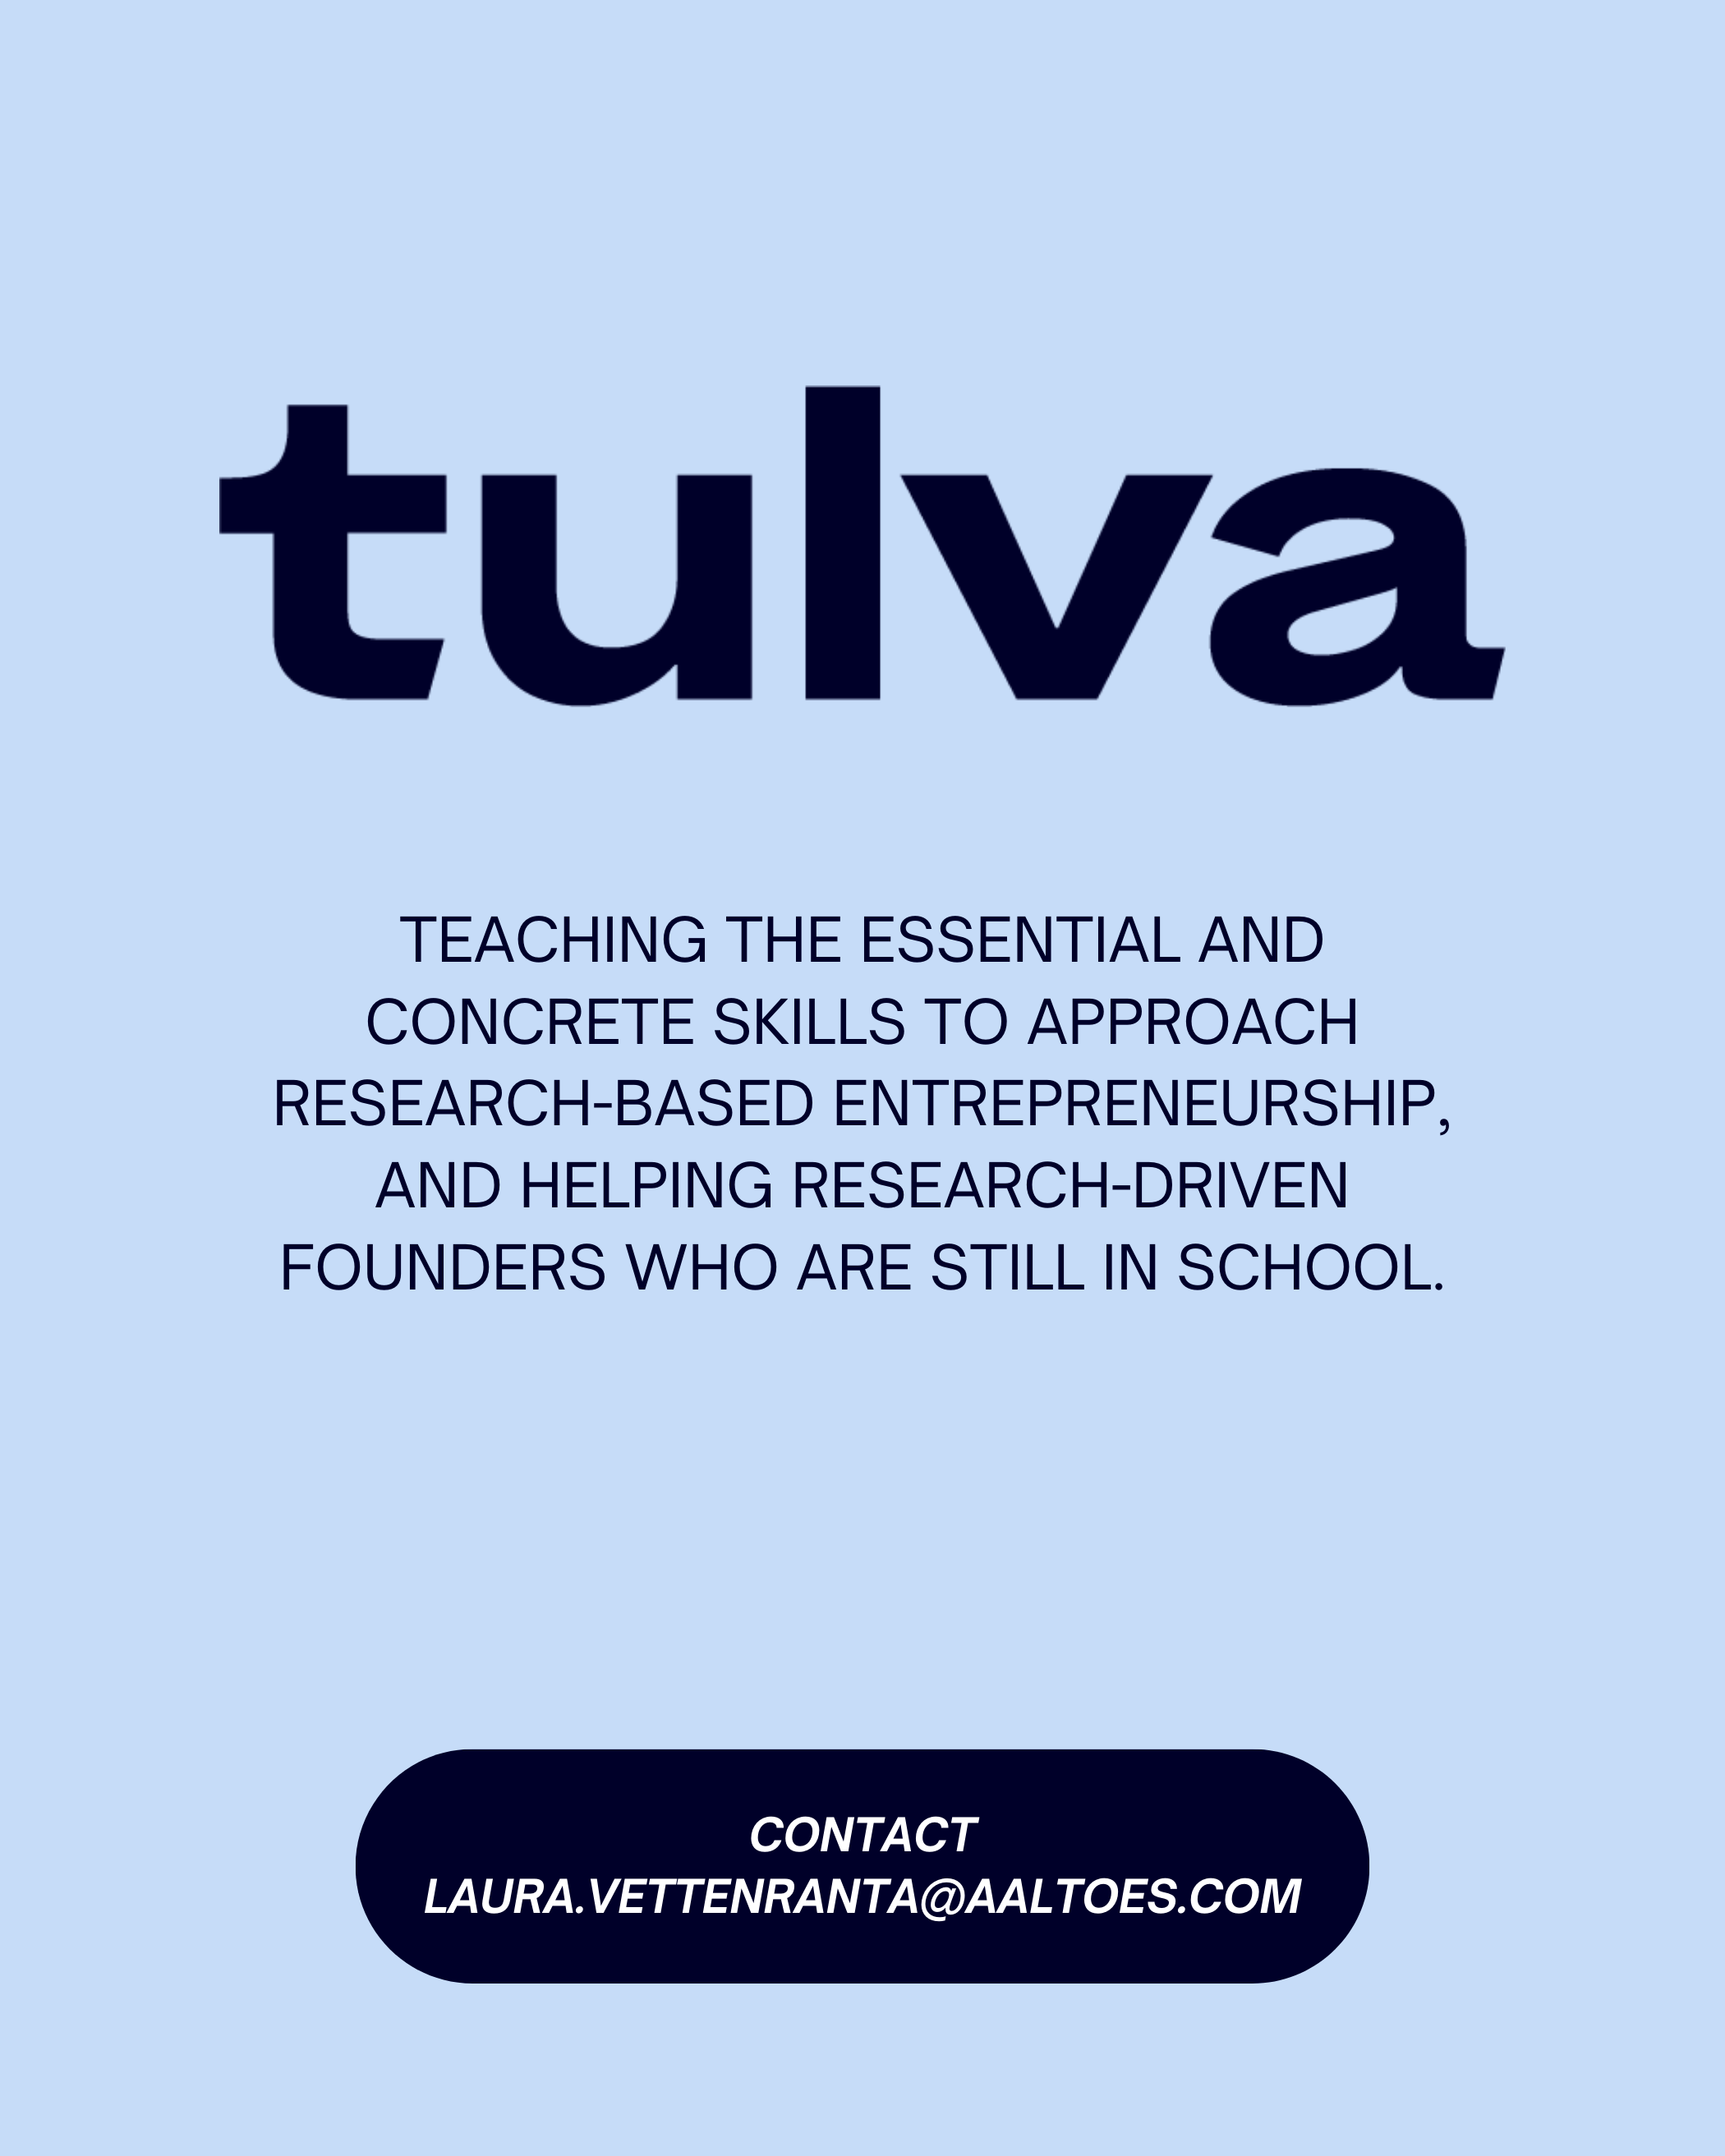 tulva
TEACHING THE ESSENTIAL AND
CONCRETE SKILLS TO APPROACH
RESEARCH-BASED ENTREPRENEURSHIP,
AND HELPING RESEARCH-DRIVEN
FOUNDERS WHO ARE STILL IN SCHOOL.
CONTACT
LAURA.VETTENRANTA@AALTOES.COM